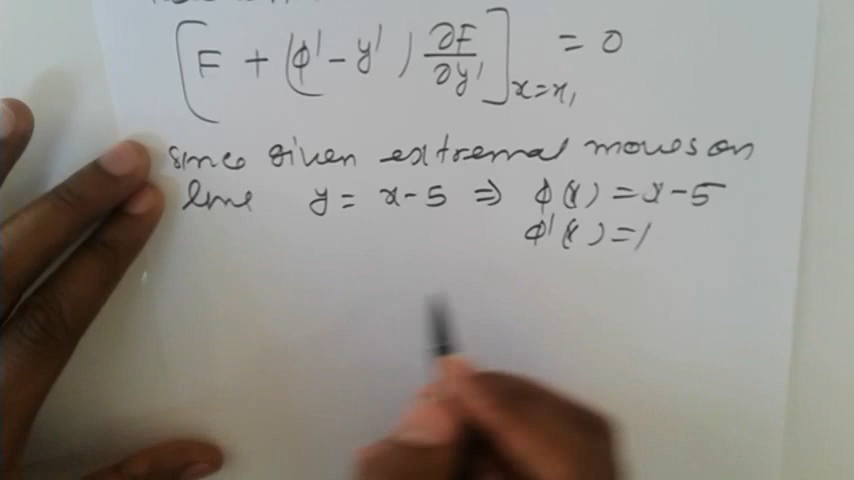 [F + (ϕ' - y') ∂F/∂y']x=x₁ = 0
since given extremal moves on
line y = x-5 ⇒ ϕ(x) = x-5
ϕ'(x) = 1